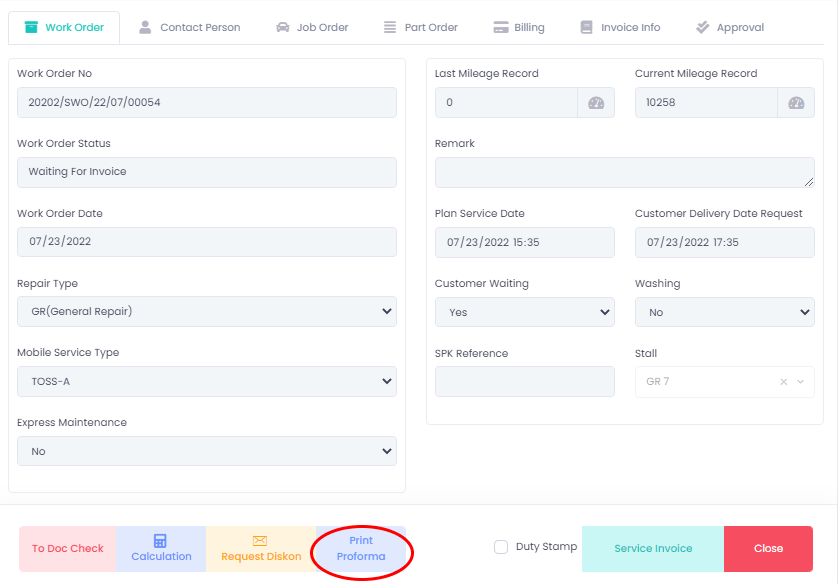 Work Order
Contact Person
Job Order
Part Order
Billing
Invoice Info
Approval
Work Order No
20202/SWO/22/07/00054
Work Order Status
Waiting For Invoice
Work Order Date
07/23/2022
Repair Type
GR(General Repair)
Mobile Service Type
TOSS-A
Express Maintenance
No
Last Mileage Record
0
Current Mileage Record
10258
Remark
Plan Service Date
07/23/2022 15:35
Customer Delivery Date Request
07/23/2022 17:35
Customer Waiting
Yes
Washing
No
SPK Reference
Stall
GR 7
To Doc Check
Calculation
Request Diskon
Print
Proforma
Duty Stamp
Service Invoice
Close